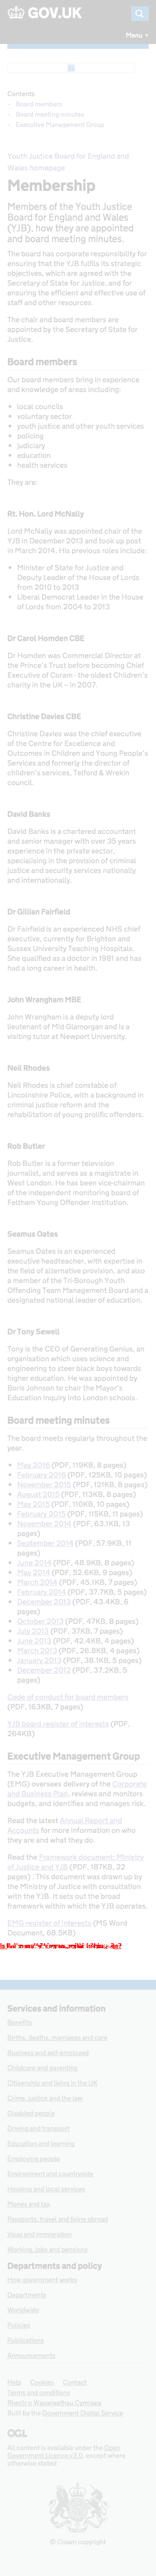 GOV.UK
Menu
Contents
Board members
Board meeting minutes
Executive Management Group
Youth Justice Board for England and
Wales homepage
Membership
Members of the Youth Justice
Board for England and Wales
(YJB), how they are appointed
and board meeting minutes.
The board has corporate responsibility for
ensuring that the YJB fulfils its strategic
objectives, which are agreed with the
Secretary of State for Justice, and for
ensuring the efficient and effective use of
staff and other resources.
The chair and board members are
appointed by the Secretary of State for
Justice.
Board members
Our board members bring in experience
and knowledge of areas including:
local councils
voluntary sector
youth justice and other youth services
policing
judiciary
education
health services
They are:
Rt. Hon. Lord McNally
Lord McNally was appointed chair of the
YJB in December 2013 and took up post
in March 2014. His previous roles include:
Minister of State for Justice and
Deputy Leader of the House of Lords
from 2010 to 2013
Liberal Democrat Leader in the House
of Lords from 2004 to 2013
Dr Carol Homden CBE
Dr Homden was Commercial Director at
the Prince's Trust before becoming Chief
Executive of Coram - the oldest children's
charity in the UK – in 2007.
Christine Davies CBE
Christine Davies was the chief executive
of the Centre for Excellence and
Outcomes in Children and Young People's
Services and formerly the director of
children's services, Telford & Wrekin
council.
David Banks
David Banks is a chartered accountant
and senior manager with over 35 years
experience in the private sector,
specialising in the provision of criminal
justice and security services nationally
and internationally.
Dr Gillian Fairfield
Dr Fairfield is an experienced NHS chief
executive, currently for Brighton and
Sussex University Teaching Hospitals.
She qualified as a doctor in 1981 and has
had a long career in health.
John Wrangham MBE
John Wrangham is a deputy lord
lieutenant of Mid Glamorgan and is a
visiting tutor at Newport University.
Neil Rhodes
Neil Rhodes is chief constable of
Lincolnshire Police, with a background in
criminal justice reform and the
rehabilitation of young prolific offenders.
Rob Butler
Rob Butler is a former television
journalist, and serves as a magistrate in
West London. He has been vice-chairman
of the independent monitoring board of
Feltham Young Offender Institution.
Seamus Oates
Seamus Oates is an experienced
executive headteacher, with expertise in
the field of alternative provision, and also
a member of the Tri-Borough Youth
Offending Team Management Board and a
designated national leader of education.
Dr Tony Sewell
Tony is the CEO of Generating Genius, an
organisation which uses science and
engineering to steer black boys towards
higher education, and was appointed by
Boris Johnson to chair the Mayor's
Education Inquiry into London schools.
Board meeting minutes
The board meets regularly throughout the
year.
May 2016 (PDF, 119KB, 8 pages)
February 2016 (PDF, 125KB, 10 pages)
November 2015 (PDF, 121KB, 8 pages)
August 2015 (PDF, 113KB, 8 pages)
May 2015 (PDF, 110KB, 10 pages)
February 2015 (PDF, 115KB, 11 pages)
November 2014 (PDF, 63.1KB, 13
pages)
September 2014 (PDF, 57.9KB, 11
pages)
June 2014 (PDF, 48.9KB, 8 pages)
May 2014 (PDF, 52.6KB, 9 pages)
March 2014 (PDF, 45.1KB, 7 pages)
February 2014 (PDF, 37.7KB, 5 pages)
December 2013 (PDF, 43.4KB, 6
pages)
October 2013 (PDF, 47KB, 8 pages)
July 2013 (PDF, 37KB, 7 pages)
June 2013 (PDF, 42.4KB, 4 pages)
March 2013 (PDF, 26.8KB, 4 pages)
January 2013 (PDF, 38.1KB, 5 pages)
December 2012 (PDF, 37.2KB, 5
pages)
Code of conduct for board members
(PDF, 163KB, 7 pages)
YJB board register of interests (PDF,
264KB)
Executive Management Group
The YJB Executive Management Group
(EMG) oversees delivery of the Corporate
and Business Plan, reviews and monitors
budgets, and identifies and manages risk.
Read the latest Annual Report and
Accounts for more information on who
they are and what they do.
Read the Framework document: Ministry
of Justice and YJB (PDF, 187KB, 22
pages) . This document was drawn up by
the Ministry of Justice in consultation
with the YJB. It sets out the broad
framework within which the YJB operates.
EMG register of interests (MS Word
Document, 68.5KB)
Services and information
Benefits
Births, deaths, marriages and care
Business and self-employed
Childcare and parenting
Citizenship and living in the UK
Crime, justice and the law
Disabled people
Driving and transport
Education and learning
Employing people
Environment and countryside
Housing and local services
Money and tax
Passports, travel and living abroad
Visas and immigration
Working, jobs and pensions
Departments and policy
How government works
Departments
Worldwide
Policies
Publications
Announcements
Help Cookies Contact
Terms and conditions
Rhestr o Wasanaethau Cymraeg
Built by the Government Digital Service
OGL
All content is available under the Open
Government Licence v3.0, except where
otherwise stated
© Crown copyright